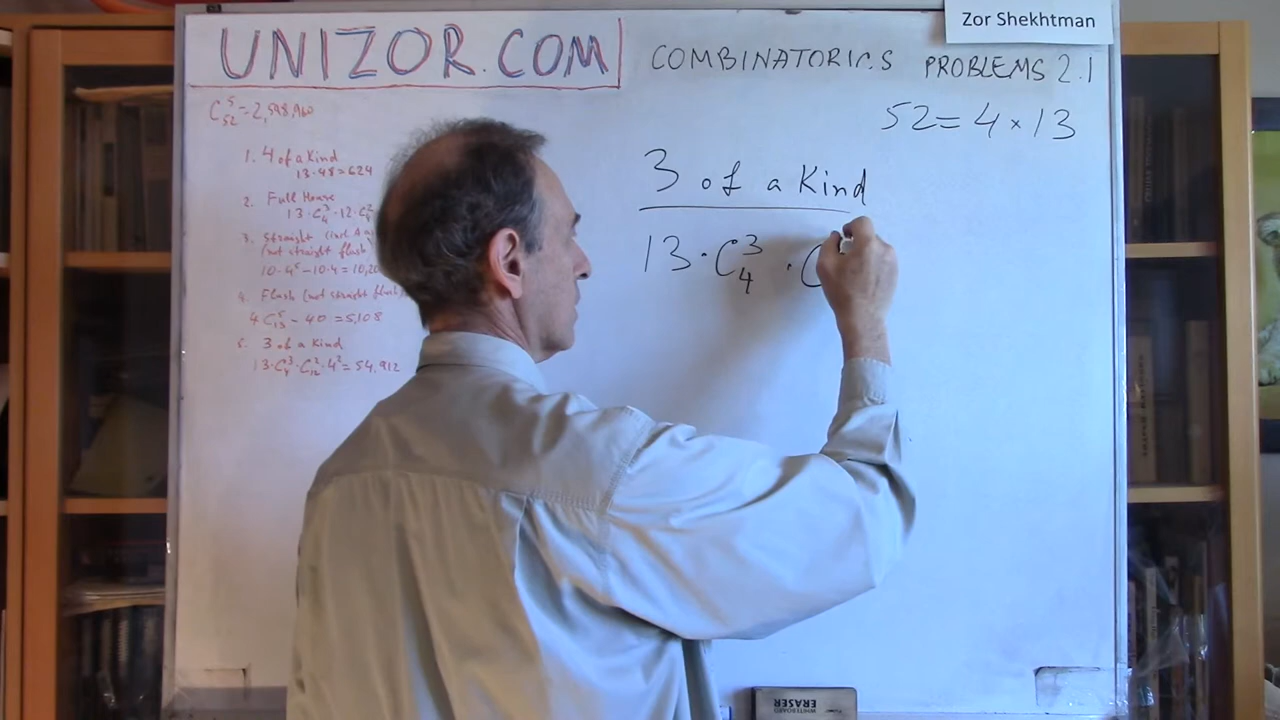 Zor Shekhtman
UNIZOR.COM
COMBINATORICS PROBLEMS 2.1
C₅₂⁵ = 2,598,960
52 = 4 × 13
1. 4 of a Kind
13·48 = 624
2. Full House
13·C₄³·12·C₄²
3. Straight (incl.
(not straight flush
10·4⁵ – 10·4 = 10,20
4. Flush (not straight flush)
4 C₁₃⁵ – 40 = 5,108
5. 3 of a Kind
13·C₄³·C₁₂²·4² = 54,912
3 of a Kind
13·C₄³ · C
WHITEBOARD
ERASER